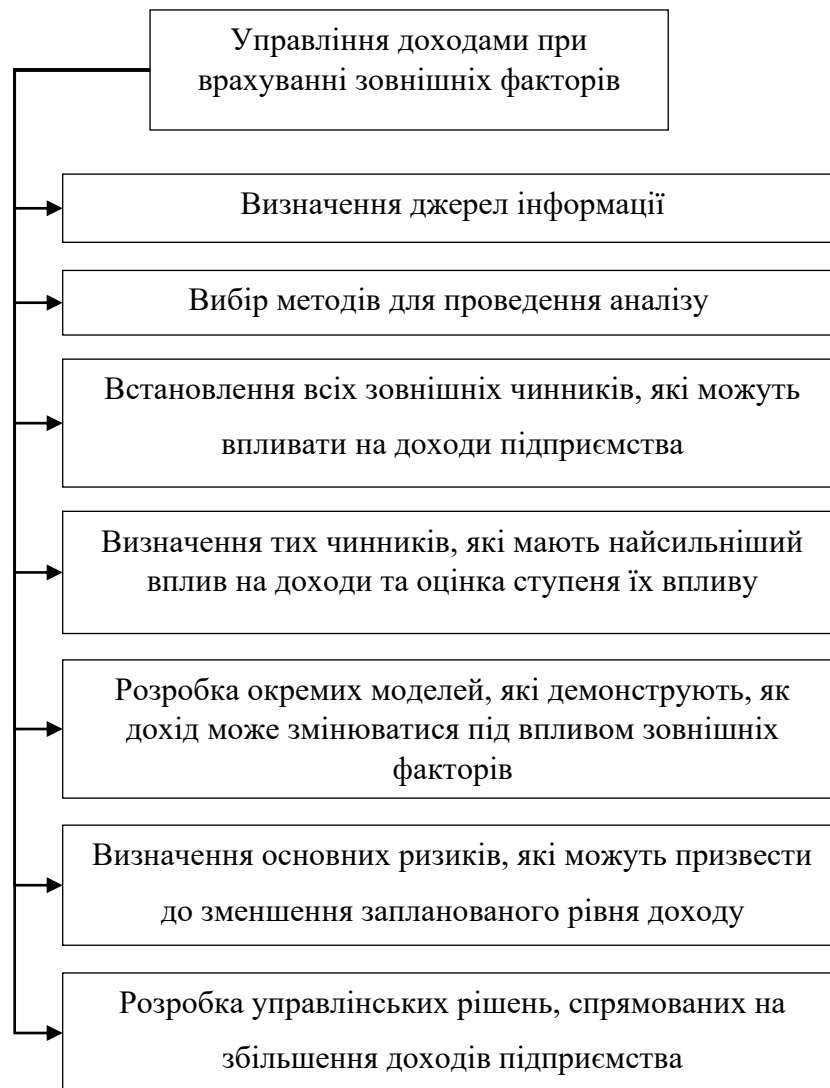 Управління доходами при
врахуванні зовнішніх факторів
Визначення джерел інформації
Вибір методів для проведення аналізу
Встановлення всіх зовнішніх чинників, які можуть
впливати на доходи підприємства
Визначення тих чинників, які мають найсильніший
вплив на доходи та оцінка ступеня їх впливу
Розробка окремих моделей, які демонструють, як
дохід може змінюватися під впливом зовнішніх
факторів
Визначення основних ризиків, які можуть призвести
до зменшення запланованого рівня доходу
Розробка управлінських рішень, спрямованих на
збільшення доходів підприємства